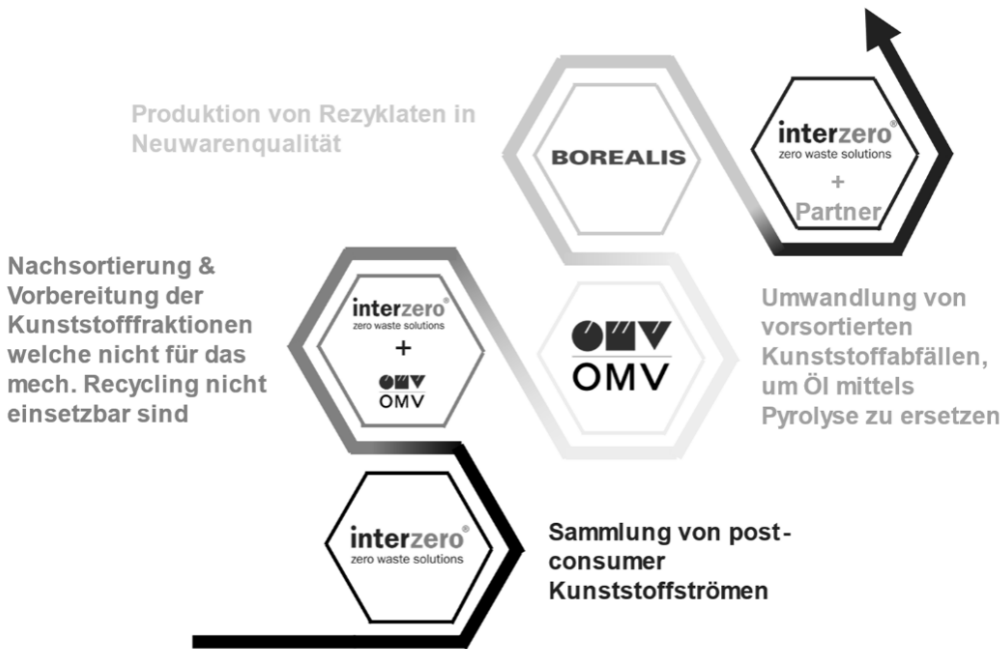 Produktion von Rezyklaten in
Neuwarenqualität
BOREALIS
interzero®
zero waste solutions
+
Partner
Nachsortierung &
Vorbereitung der
Kunststofffraktionen
welche nicht für das
mech. Recycling nicht
einsetzbar sind
interzero®
zero waste solutions
+
OMV
OMV
OMV
OMV
Umwandlung von
vorsortierten
Kunststoffabfällen,
um Öl mittels
Pyrolyse zu ersetzen
interzero®
zero waste solutions
Sammlung von post-
consumer
Kunststoffströmen